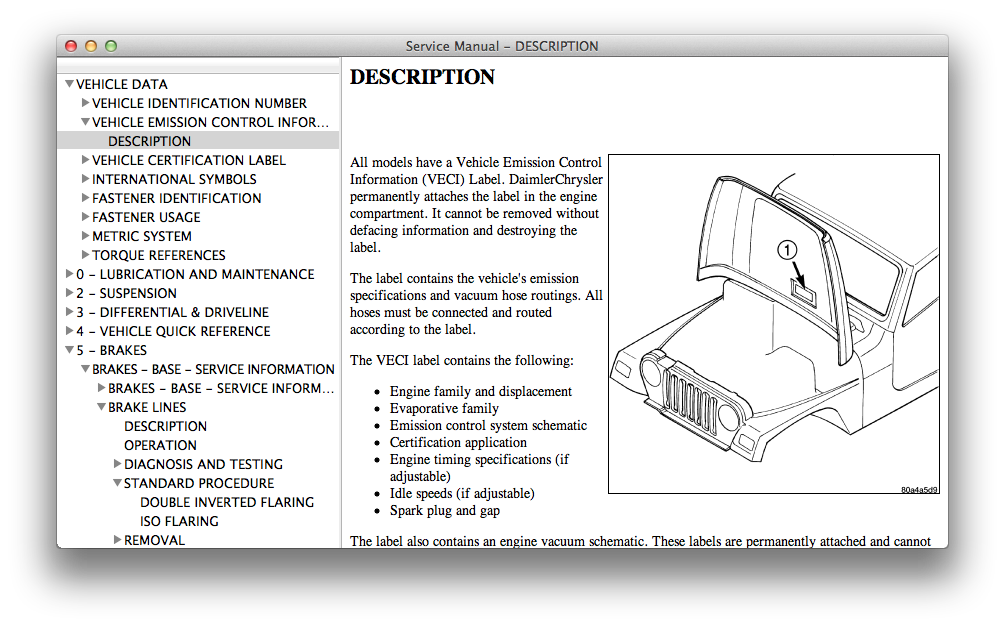 Service Manual – DESCRIPTION
VEHICLE DATA
VEHICLE IDENTIFICATION NUMBER
VEHICLE EMISSION CONTROL INFOR...
DESCRIPTION
VEHICLE CERTIFICATION LABEL
INTERNATIONAL SYMBOLS
FASTENER IDENTIFICATION
FASTENER USAGE
METRIC SYSTEM
TORQUE REFERENCES
0 – LUBRICATION AND MAINTENANCE
2 – SUSPENSION
3 – DIFFERENTIAL & DRIVELINE
4 – VEHICLE QUICK REFERENCE
5 – BRAKES
BRAKES – BASE – SERVICE INFORMATION
BRAKES – BASE – SERVICE INFORM...
BRAKE LINES
DESCRIPTION
OPERATION
DIAGNOSIS AND TESTING
STANDARD PROCEDURE
DOUBLE INVERTED FLARING
ISO FLARING
REMOVAL
DESCRIPTION
All models have a Vehicle Emission Control
Information (VECI) Label. DaimlerChrysler
permanently attaches the label in the engine
compartment. It cannot be removed without
defacing information and destroying the
label.
The label contains the vehicle's emission
specifications and vacuum hose routings. All
hoses must be connected and routed
according to the label.
The VECI label contains the following:
• Engine family and displacement
• Evaporative family
• Emission control system schematic
• Certification application
• Engine timing specifications (if
adjustable)
• Idle speeds (if adjustable)
• Spark plug and gap
1
80a4a5d9
The label also contains an engine vacuum schematic. These labels are permanently attached and cannot